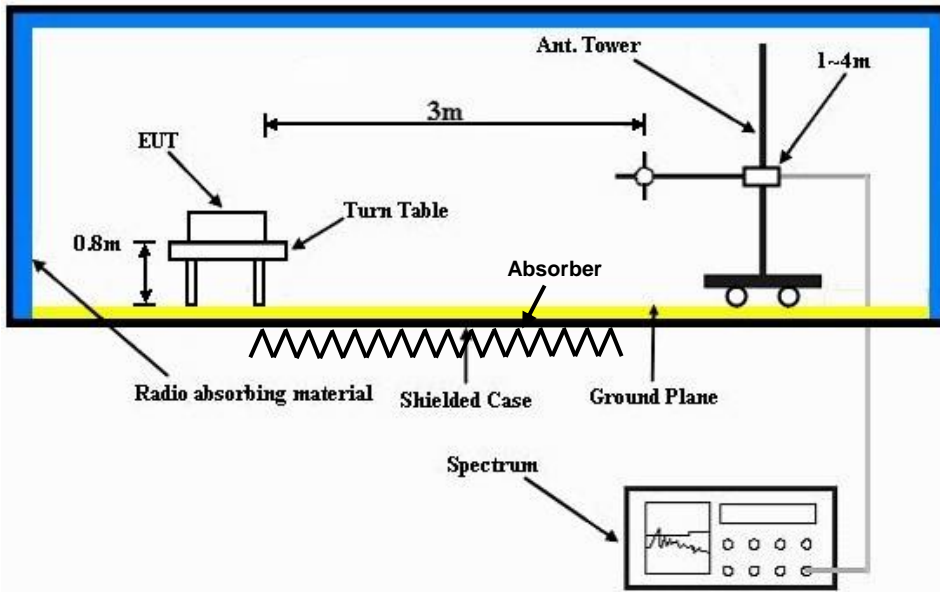 Ant. Tower
1~4m
3m
EUT
Turn Table
0.8m
Absorber
Radio absorbing material
Shielded Case
Ground Plane
Spectrum